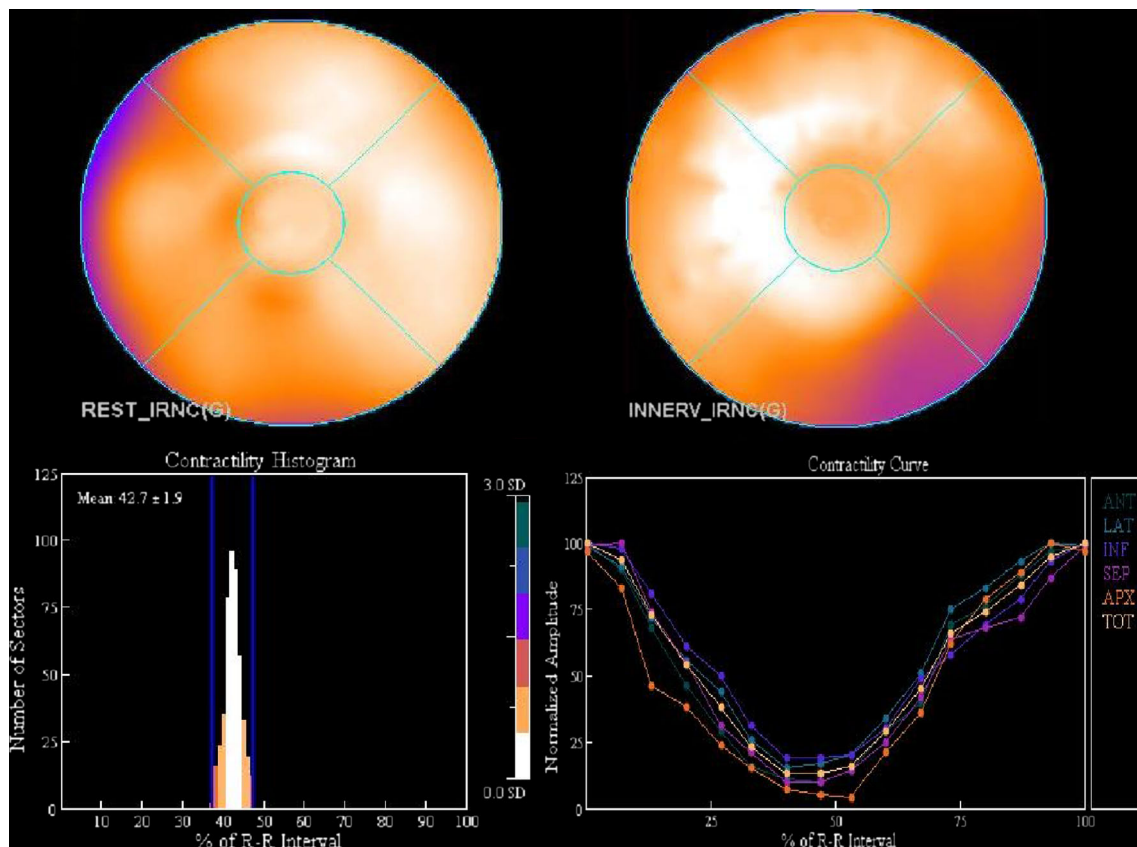 REST_IRNC(G)
INNERV_IRNC(G)
Contractility Histogram
125
100
75
50
25
0
Number of Sectors
Mean: 42.7 ± 1.9
10 20 30 40 50 60 70 80 90 100
% of R-R Interval
3.0 SD
0.0 SD
Contractility Curve
125
100
75
50
25
0
Normalized Amplitude
25 50 75 100
% of R-R Interval
ANT
LAT
INF
SEP
APX
TOT